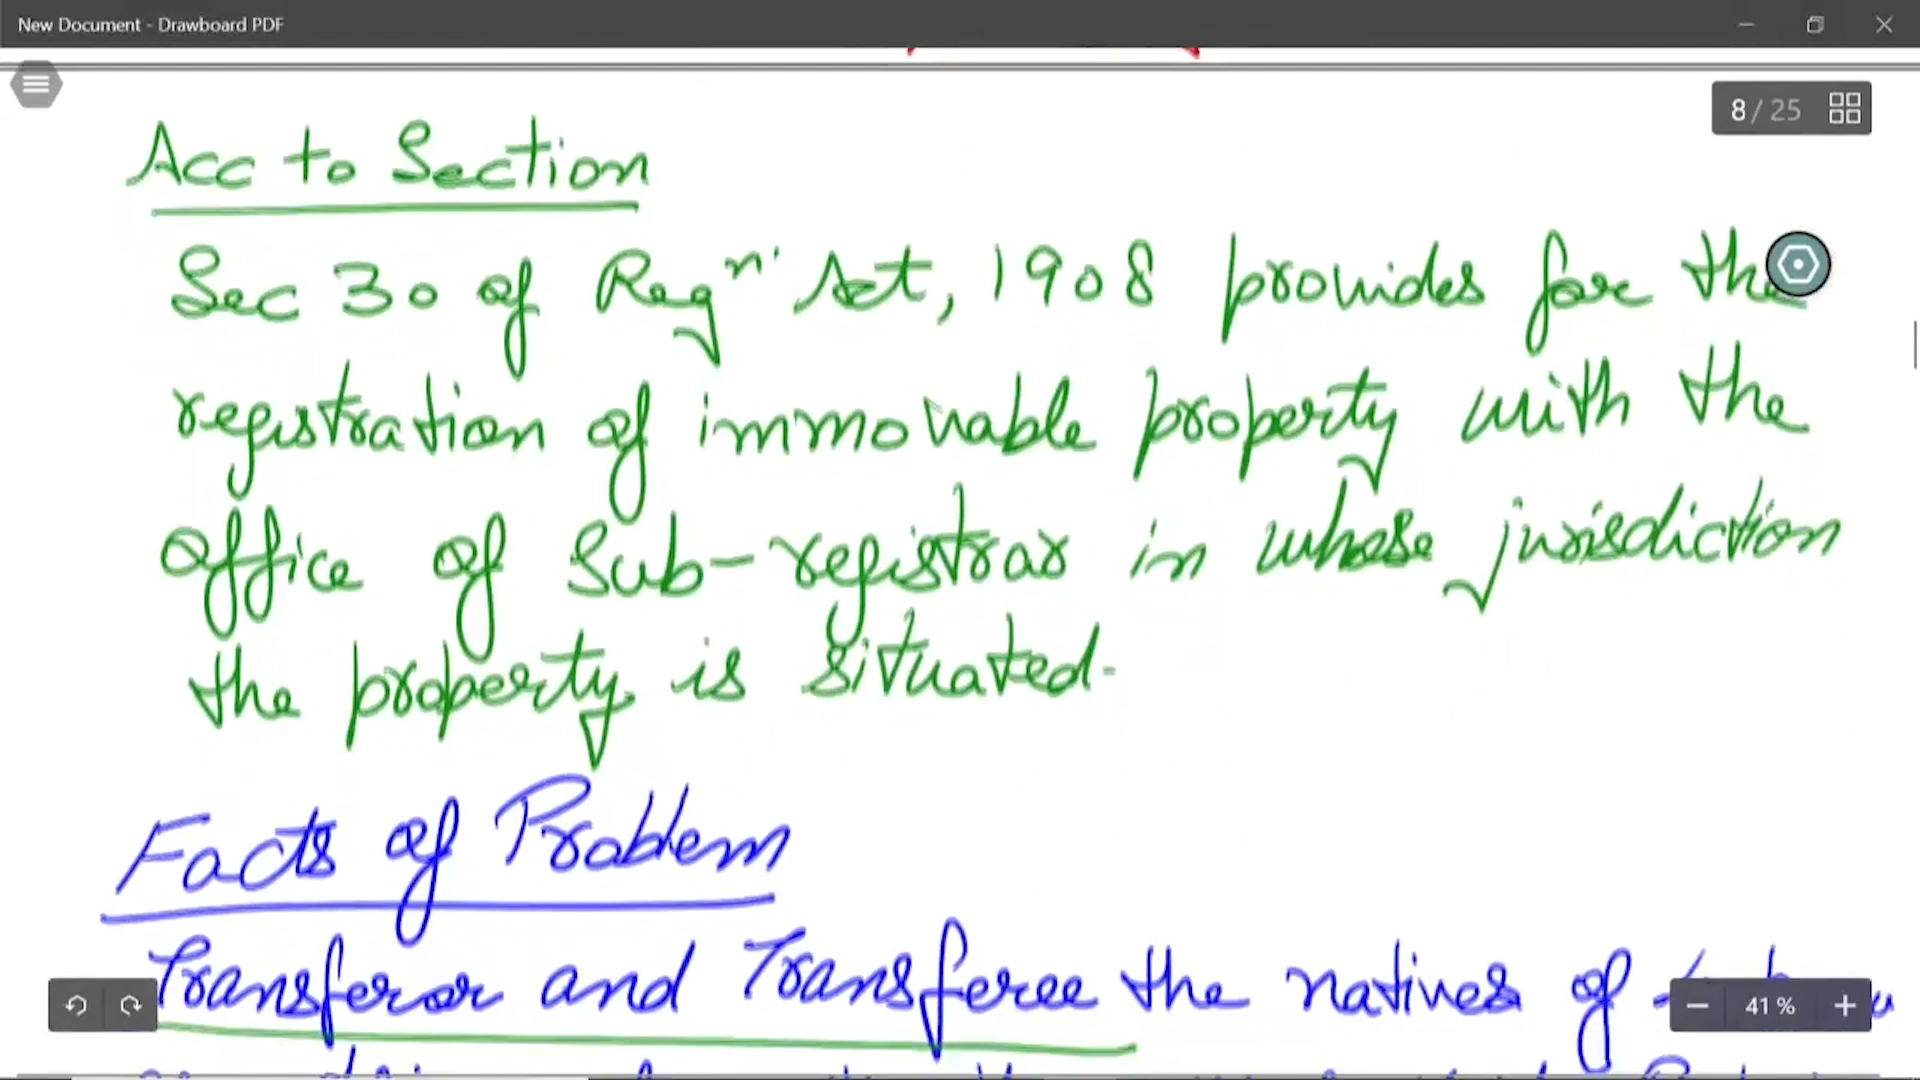 New Document - Drawboard PDF
8 / 25
Acc to Section
Sec 30 of Regn. Act, 1908 provides for the
registration of immovable property with the
office of Sub-registrar in whose jurisdiction
the property is situated.
Facts of Problem
Transferor and Transferee the natives of
41 %